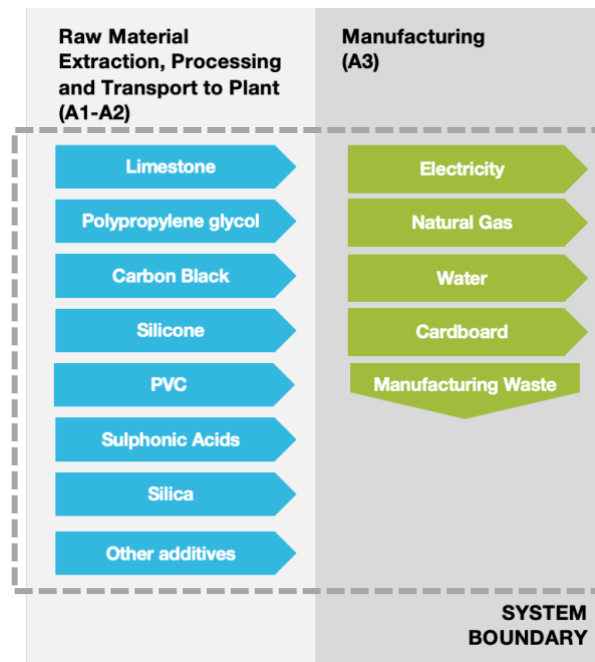 Raw Material
Extraction, Processing
and Transport to Plant
(A1-A2)
Limestone
Polypropylene glycol
Carbon Black
Silicone
PVC
Sulphonic Acids
Silica
Other additives
Manufacturing
(A3)
Electricity
Natural Gas
Water
Cardboard
Manufacturing Waste
SYSTEM
BOUNDARY